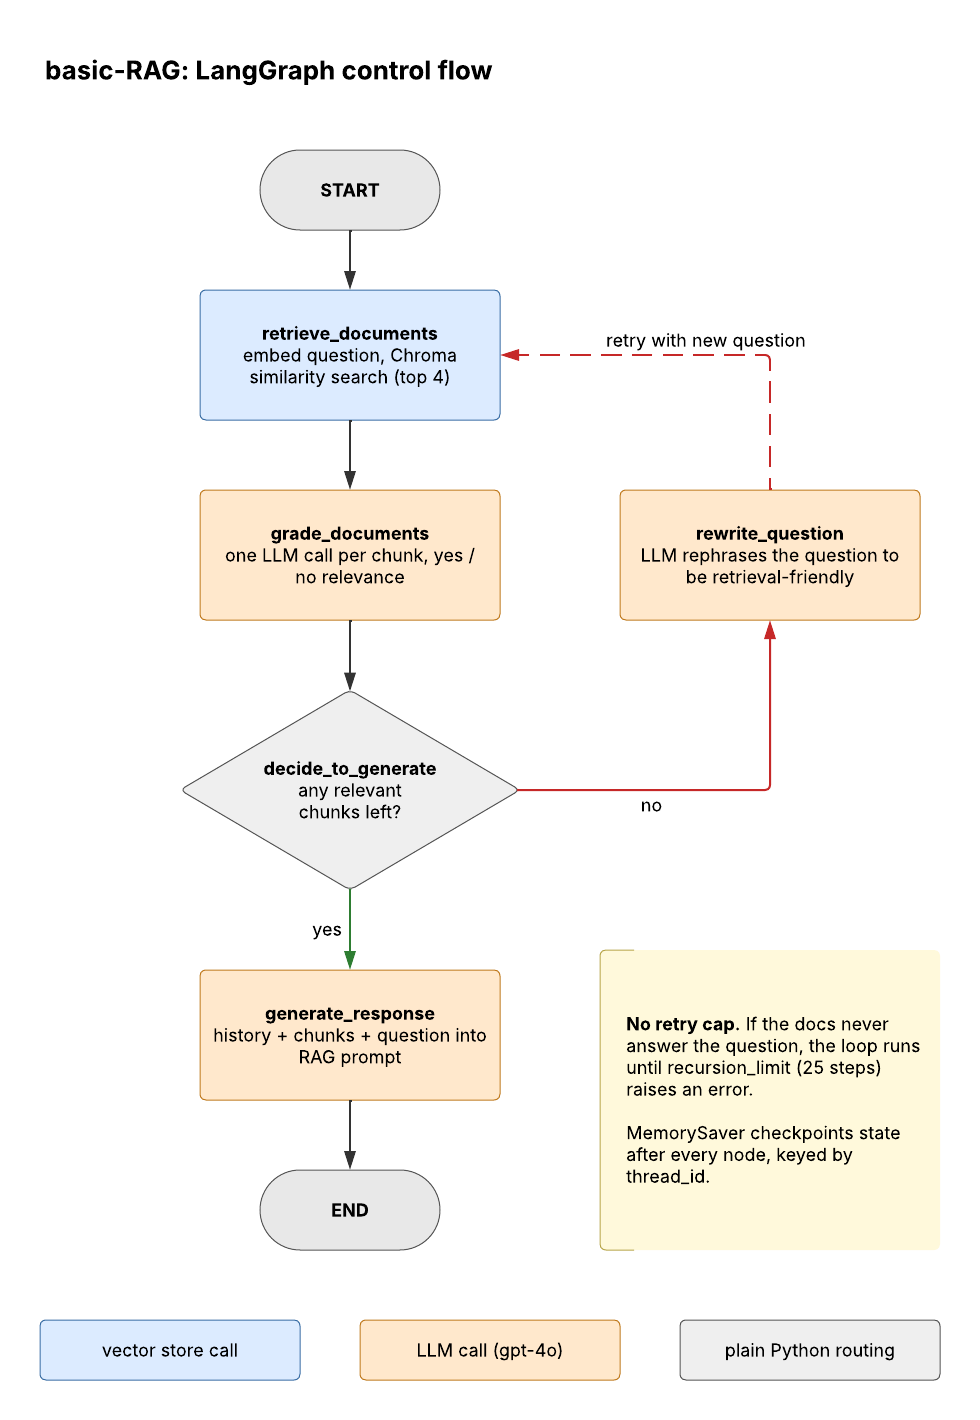 basic-RAG: LangGraph control flow
START
retrieve_documents
embed question, Chroma
similarity search (top 4)
retry with new question
grade_documents
one LLM call per chunk, yes /
no relevance
rewrite_question
LLM rephrases the question to
be retrieval-friendly
decide_to_generate
any relevant
chunks left?
no
yes
generate_response
history + chunks + question into
RAG prompt
No retry cap. If the docs never
answer the question, the loop runs
until recursion_limit (25 steps)
raises an error.
MemorySaver checkpoints state
after every node, keyed by
thread_id.
END
vector store call
LLM call (gpt-4o)
plain Python routing